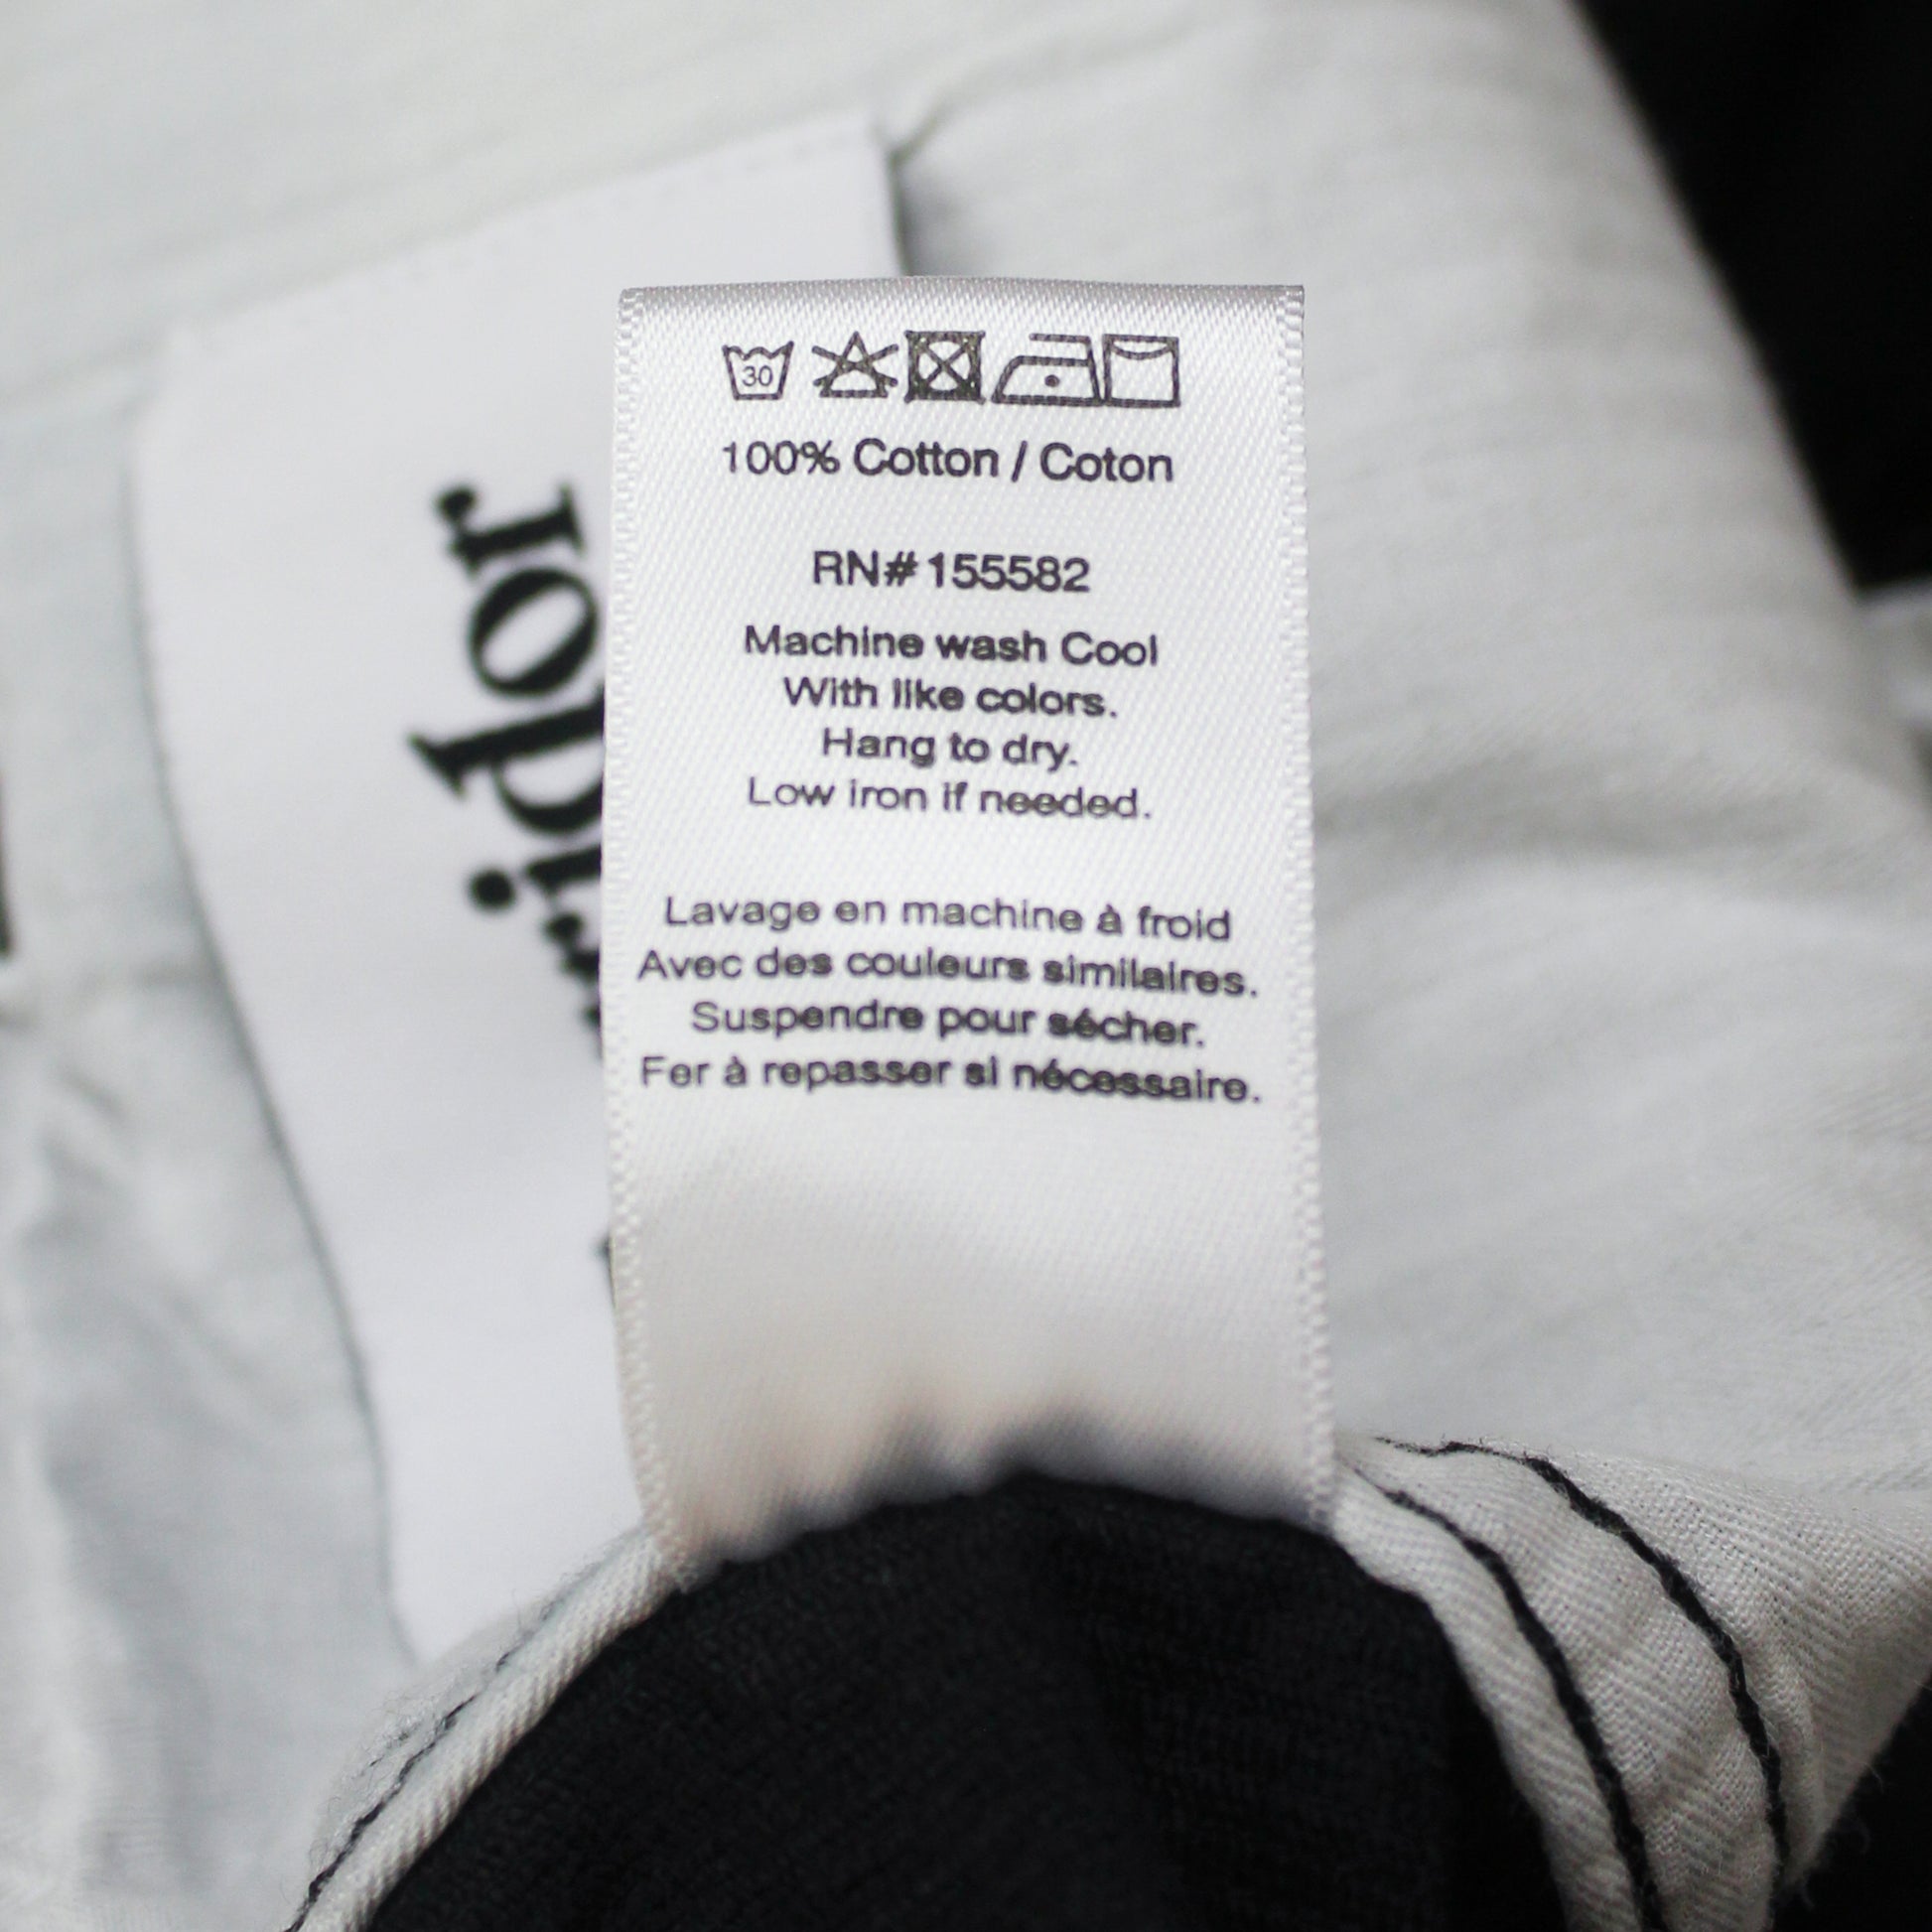 30
100% Cotton / Coton
RN#155582
Machine wash Cool
With like colors.
Hang to dry.
Low iron if needed.
Lavage en machine à froid
Avec des couleurs similaires.
Suspendre pour sécher.
Fer à repasser si nécessaire.
ridor